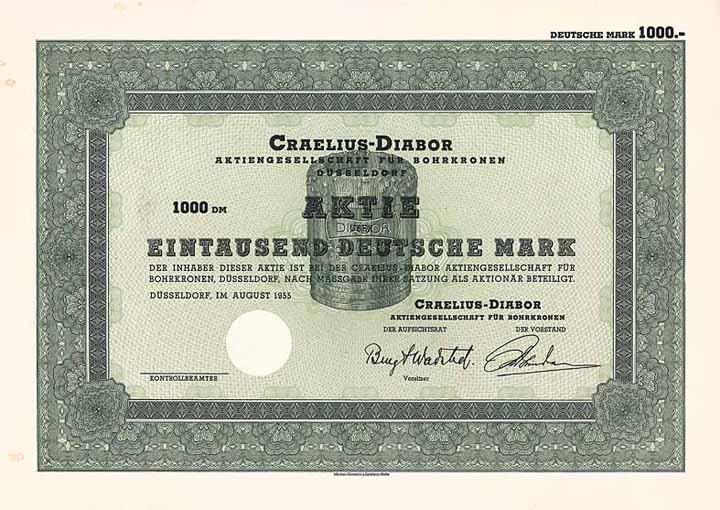 DEUTSCHE MARK 1000.-
CRAELIUS-DIABOR
AKTIENGESELLSCHAFT FÜR BOHRKRONEN
DÜSSELDORF
1000 DM
AKTIE
DIABOR
EINTAUSEND DEUTSCHE MARK
DER INHABER DIESER AKTIE IST BEI DER CRAELIUS-DIABOR AKTIENGESELLSCHAFT FÜR
BOHRKRONEN, DÜSSELDORF, NACH MASSGABE IHRER SATZUNG ALS AKTIONÄR BETEILIGT.
DÜSSELDORF, IM AUGUST 1955
CRAELIUS-DIABOR
AKTIENGESELLSCHAFT FÜR BOHRKRONEN
DER AUFSICHTSRAT DER VORSTAND
KONTROLLBEAMTER
Vorsitzer